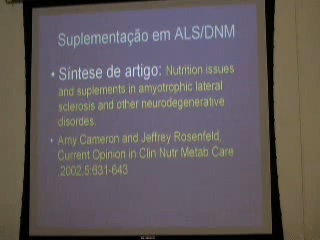 Suplementação em ALS/DNM
• Síntese de artigo: Nutrition issues
and suplements in amyotrophic lateral
sclerosis and other neurodegenerative
disordes.
• Amy Cameron and Jeffrey Rosenfeld,
Current Opinion in Clin Nutr Metab Care
,2002,5:631-643